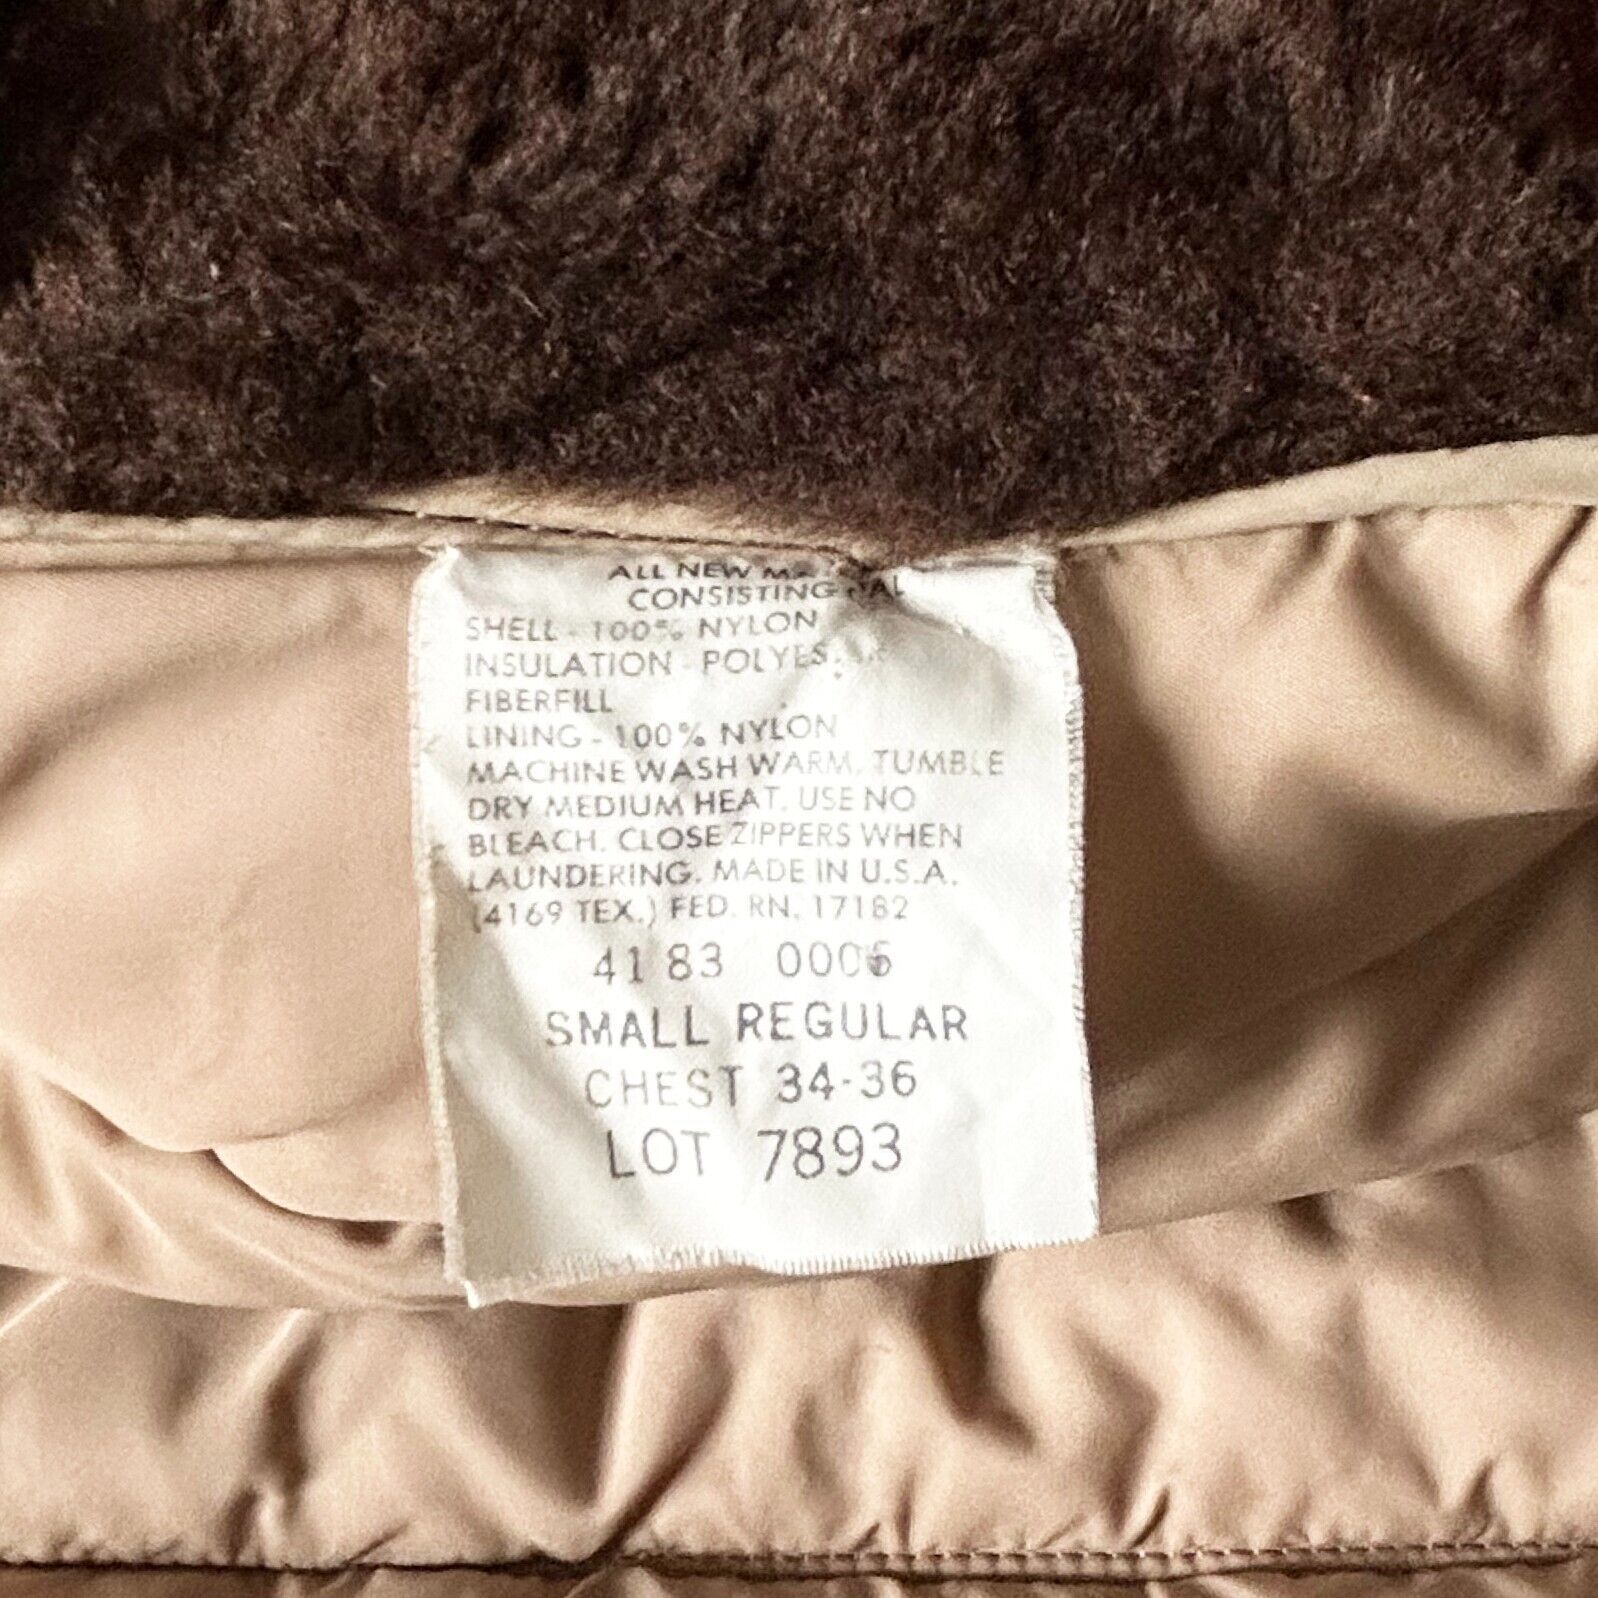 ALL NEW
CONSISTING
SHELL - 100% NYLON
INSULATION - POLYES
FIBERFILL
LINING - 100% NYLON
MACHINE WASH WARM, TUMBLE
DRY MEDIUM HEAT. USE NO
BLEACH. CLOSE ZIPPERS WHEN
LAUNDERING. MADE IN U.S.A.
(4169 TEX.) FED. RN. 17182
4183 0006
SMALL REGULAR
CHEST 34-36
LOT 7893